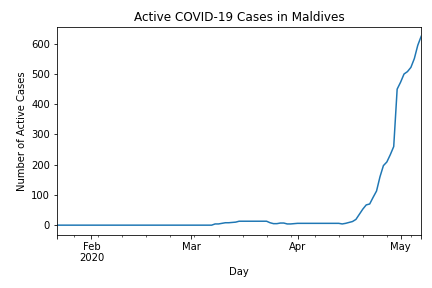 Active COVID-19 Cases in Maldives
Number of Active Cases
600
500
400
300
200
100
0
Feb
2020
Mar
Apr
May
Day